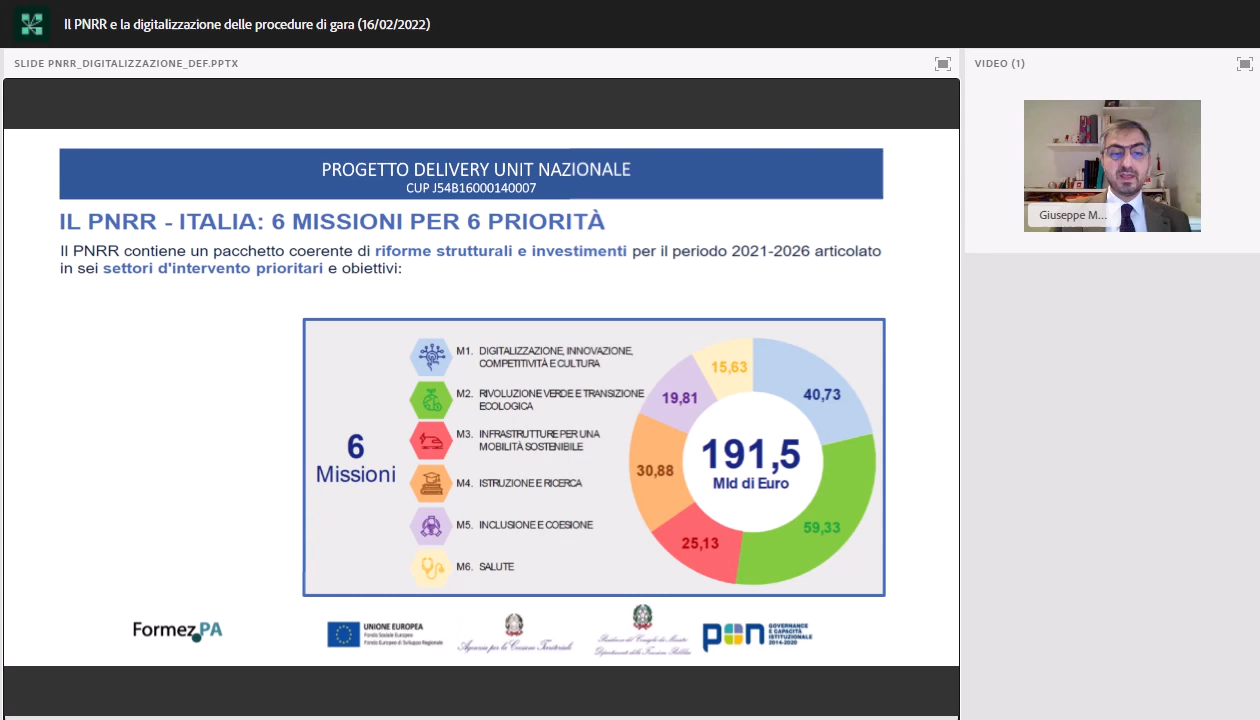 Il PNRR e la digitalizzazione delle procedure di gara (16/02/2022)
SLIDE PNRR_DIGITALIZZAZIONE_DEF.PPTX
VIDEO (1)
Giuseppe M...
PROGETTO DELIVERY UNIT NAZIONALE
CUP J54B16000140007
IL PNRR - ITALIA: 6 MISSIONI PER 6 PRIORITÀ
Il PNRR contiene un pacchetto coerente di riforme strutturali e investimenti per il periodo 2021-2026 articolato
in sei settori d'intervento prioritari e obiettivi:
6
Missioni
M1. DIGITALIZZAZIONE, INNOVAZIONE,
COMPETITIVITÀ E CULTURA
M2. RIVOLUZIONE VERDE E TRANSIZIONE
ECOLOGICA
M3. INFRASTRUTTURE PER UNA
MOBILITÀ SOSTENIBILE
M4. ISTRUZIONE E RICERCA
M5. INCLUSIONE E COESIONE
M6. SALUTE
15,63
40,73
19,81
30,88
25,13
59,33
191,5
Mld di Euro
Formez PA
UNIONE EUROPEA
Fondo Sociale Europeo
Fondo Europeo di Sviluppo Regionale
Agenzia per la Coesione Territoriale
Presidenza del Consiglio dei Ministri
Dipartimento della Funzione Pubblica
pon
GOVERNANCE
E CAPACITÀ
ISTITUZIONALE
2014-2020